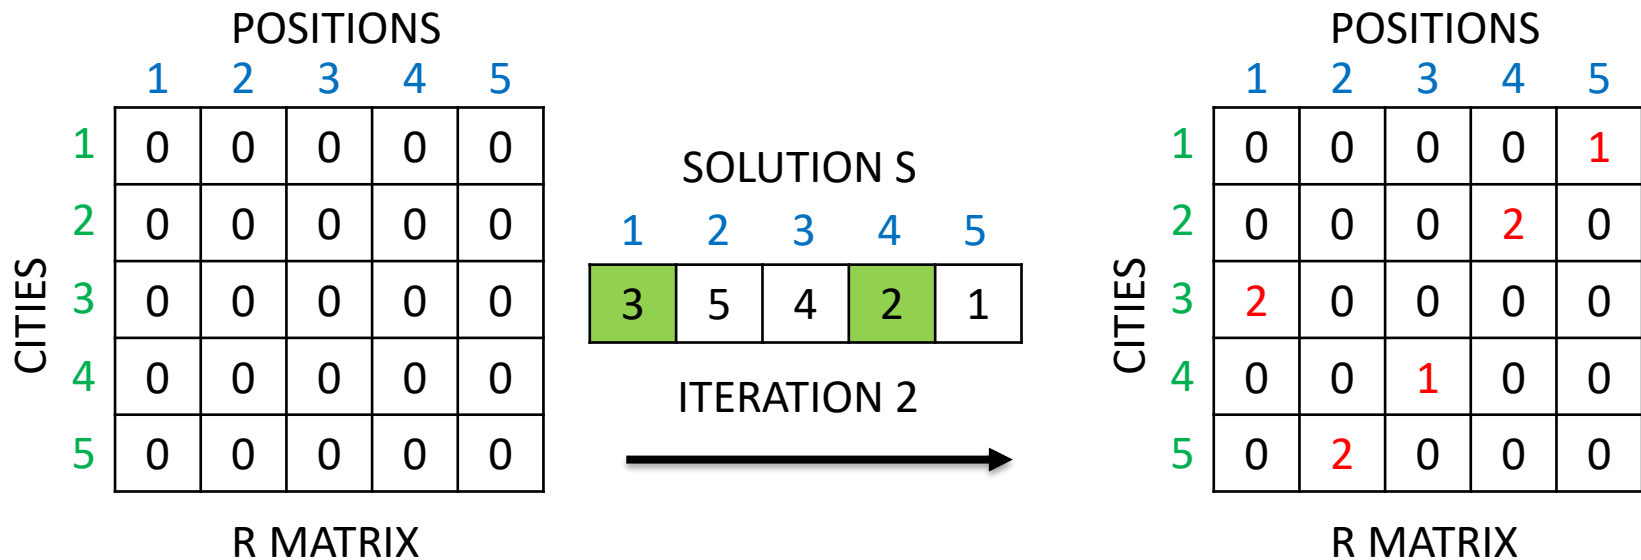 POSITIONS
1 2 3 4 5
CITIES
1 0 0 0 0 0
2 0 0 0 0 0
3 0 0 0 0 0
4 0 0 0 0 0
5 0 0 0 0 0
R MATRIX
SOLUTION S
1 2 3 4 5
3 5 4 2 1
ITERATION 2
POSITIONS
1 2 3 4 5
CITIES
1 0 0 0 0 1
2 0 0 0 2 0
3 2 0 0 0 0
4 0 0 1 0 0
5 0 2 0 0 0
R MATRIX